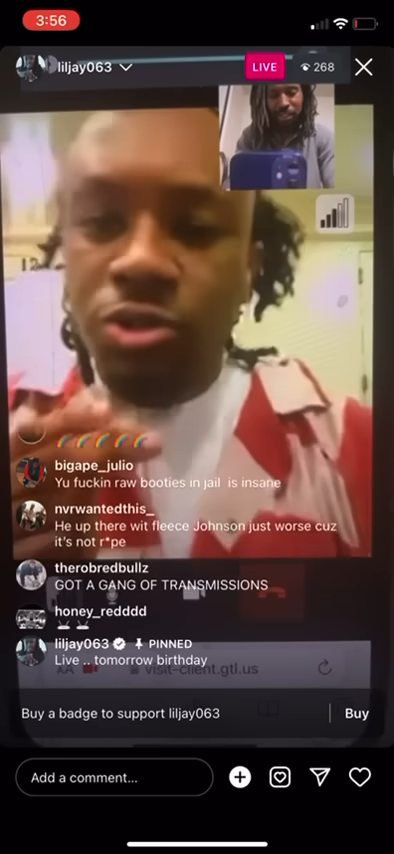 3:56
liljay063
LIVE
268
12
bigape_julio
Yu fuckin raw booties in jail is insane
nvrwantedthis_
He up there wit fleece Johnson just worse cuz
it's not r*pe
therobredbullz
GOT A GANG OF TRANSMISSIONS
honey_redddd
liljay063 PINNED
Live .. tomorrow birthday
AA visit-client.gtl.us
Buy a badge to support liljay063 Buy
Add a comment...